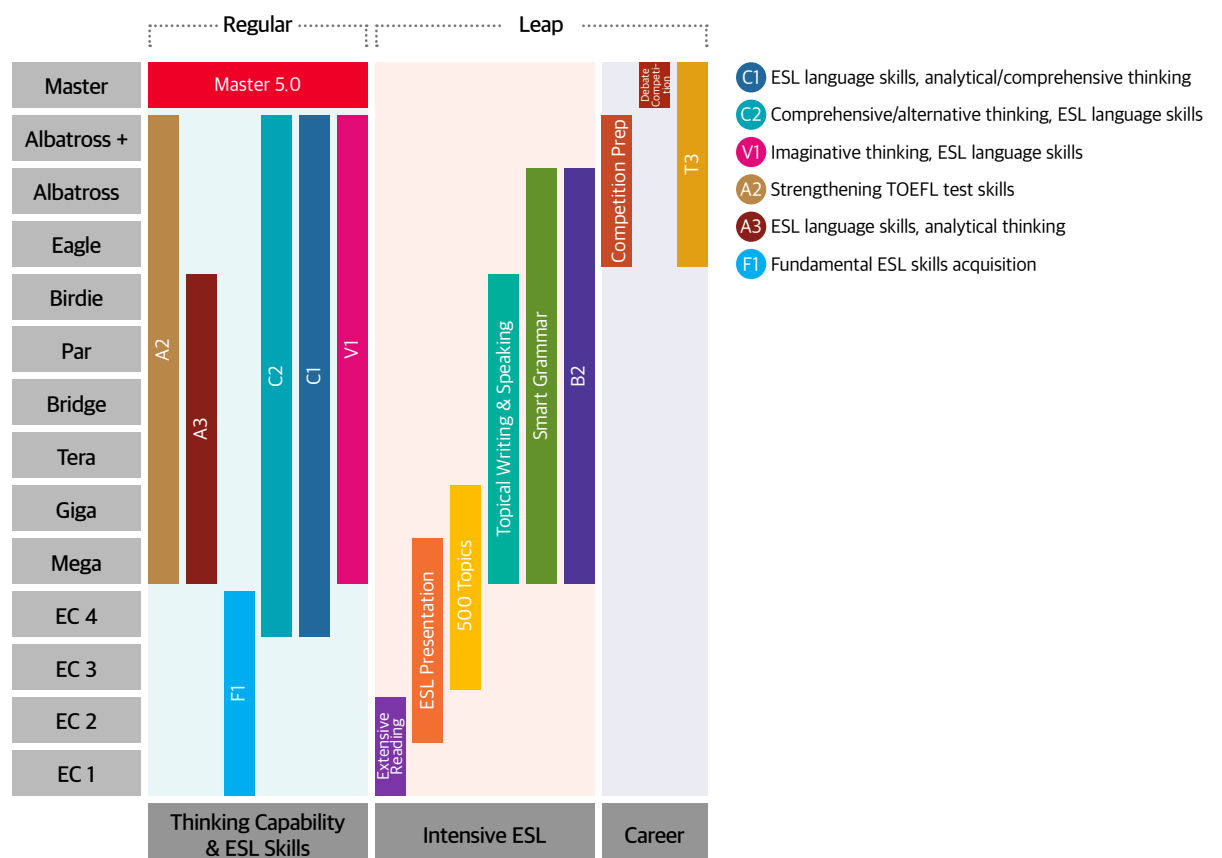 Regular
Leap
Master
Albatross +
Albatross
Eagle
Birdie
Par
Bridge
Tera
Giga
Mega
EC 4
EC 3
EC 2
EC 1
Master 5.0
A2
A3
F1
C2
C1
V1
Extensive
Reading
ESL Presentation
500 Topics
Topical Writing & Speaking
Smart Grammar
B2
Competition Prep
Debate
Competi-
tion
T3
Thinking Capability
& ESL Skills
Intensive ESL
Career
C1 ESL language skills, analytical/comprehensive thinking
C2 Comprehensive/alternative thinking, ESL language skills
V1 Imaginative thinking, ESL language skills
A2 Strengthening TOEFL test skills
A3 ESL language skills, analytical thinking
F1 Fundamental ESL skills acquisition